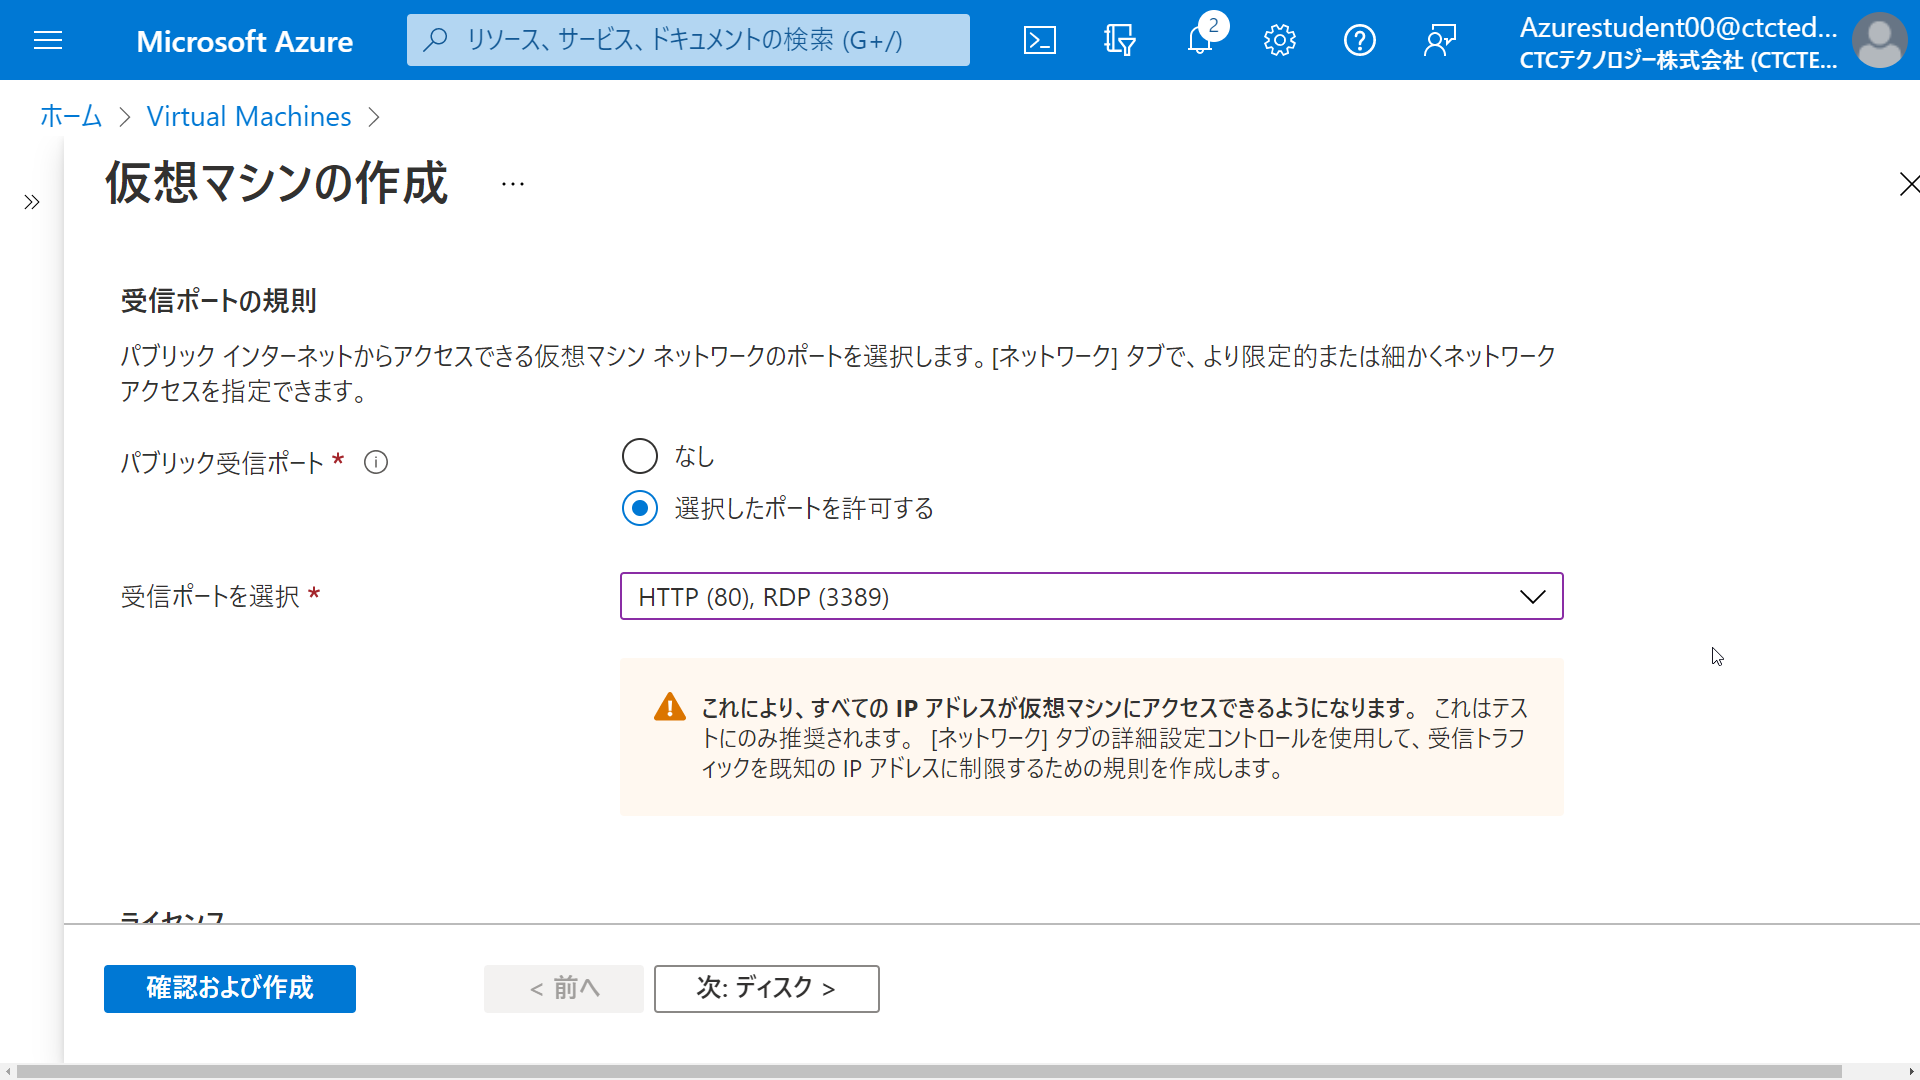 Microsoft Azure
リソース、サービス、ドキュメントの検索 (G+/)
2
Azurestudent00@ctcted...
CTCテクノロジー株式会社 (CTCTE...
ホーム > Virtual Machines >
仮想マシンの作成 ...
受信ポートの規則
パブリック インターネットからアクセスできる仮想マシン ネットワークのポートを選択します。[ネットワーク] タブで、より限定的または細かくネットワーク
アクセスを指定できます。
パブリック受信ポート *
なし
選択したポートを許可する
受信ポートを選択 *
HTTP (80), RDP (3389)
これにより、すべての IP アドレスが仮想マシンにアクセスできるようになります。 これはテス
トにのみ推奨されます。 [ネットワーク] タブの詳細設定コントロールを使用して、受信トラフ
ィックを既知の IP アドレスに制限するための規則を作成します。
ライセンス
確認および作成
< 前へ
次: ディスク >